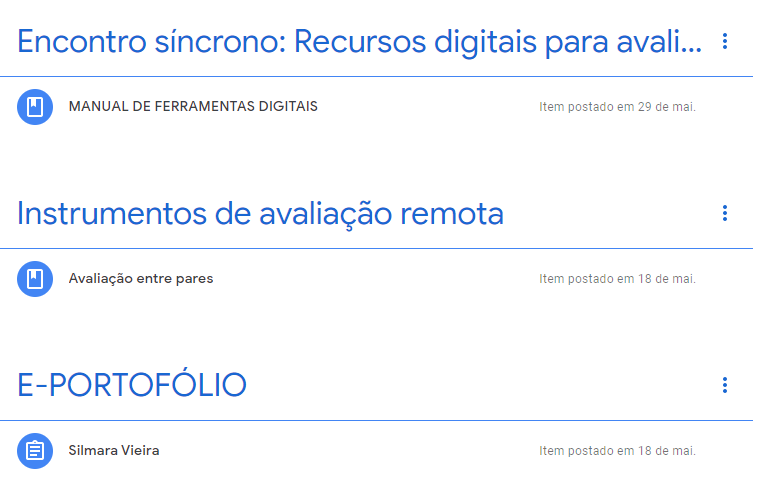 Encontro síncrono: Recursos digitais para avali...
MANUAL DE FERRAMENTAS DIGITAIS
Item postado em 29 de mai.
Instrumentos de avaliação remota
Avaliação entre pares
Item postado em 18 de mai.
E-PORTOFÓLIO
Silmara Vieira
Item postado em 18 de mai.